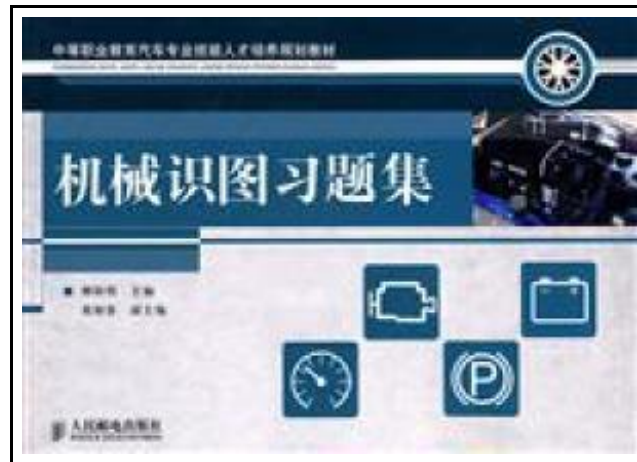 中等职业教育汽车专业技能人才培养规划教材
机械识图习题集
主编
副主编
P
人民邮电出版社